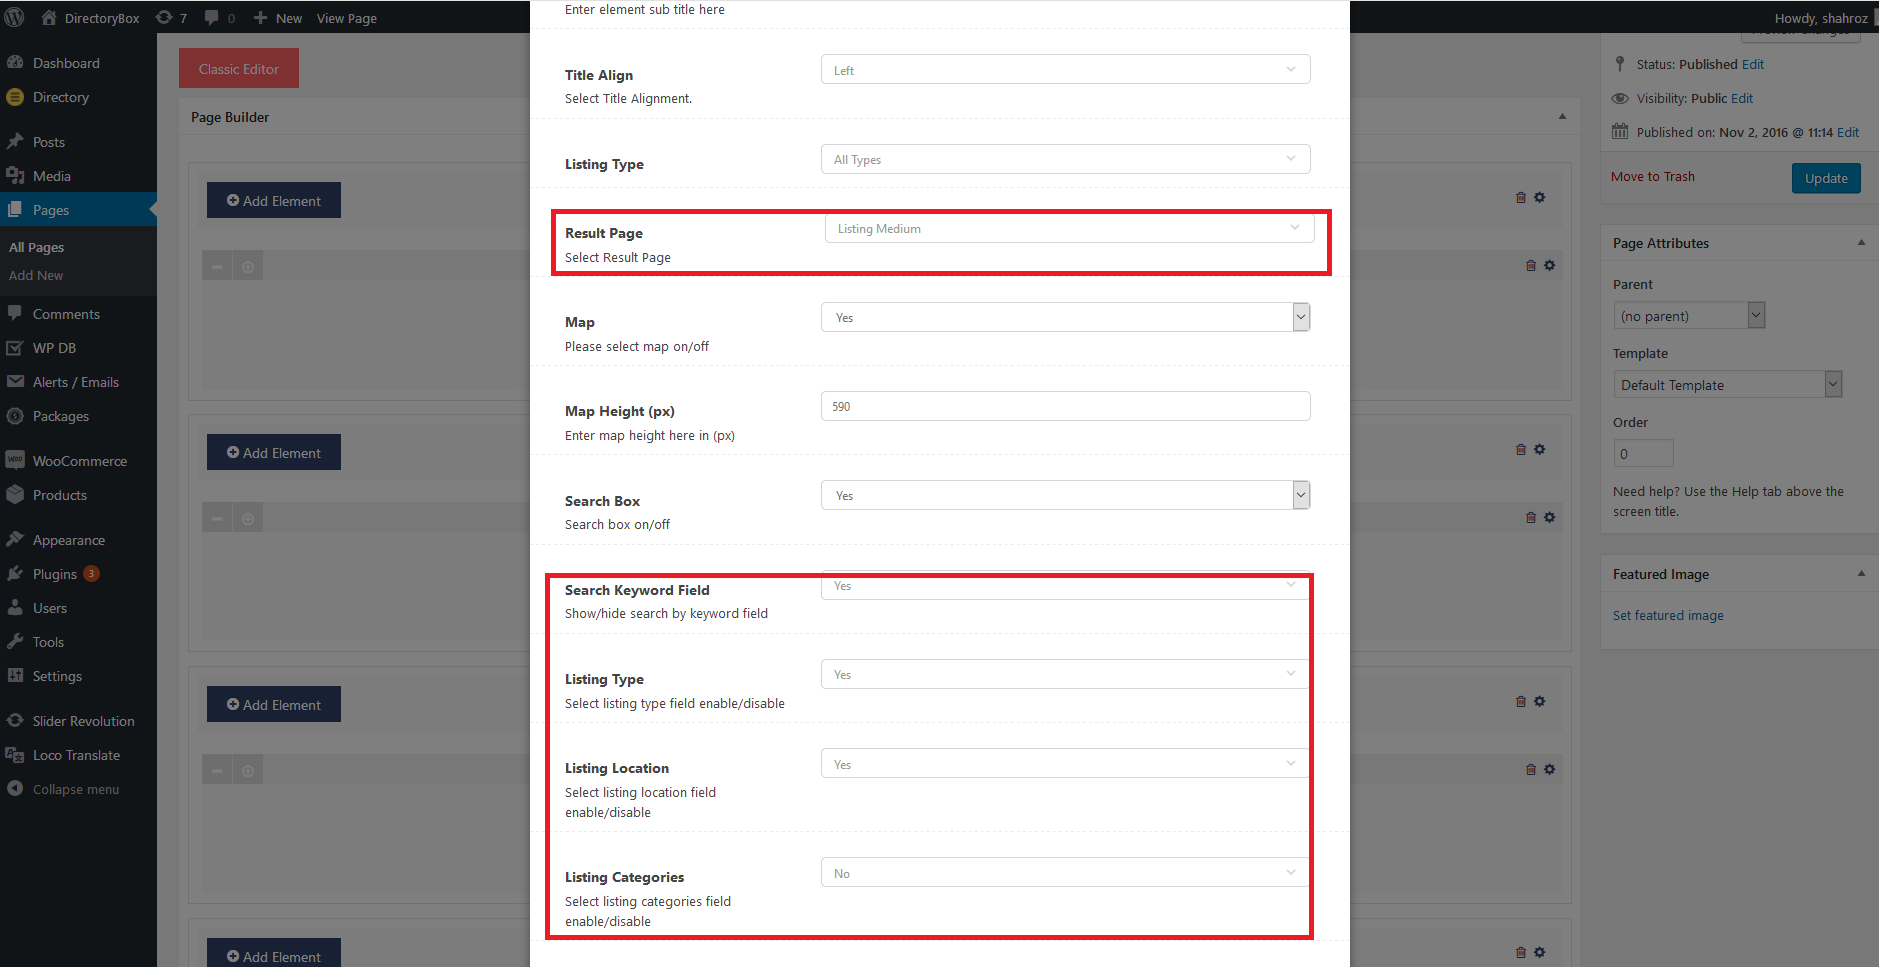 DirectoryBox
7
0
New
View Page
Howdy, shahroz
Dashboard
Directory
Posts
Media
Pages
All Pages
Add New
Comments
WP DB
Alerts / Emails
Packages
WooCommerce
Products
Appearance
Plugins 3
Users
Tools
Settings
Slider Revolution
Loco Translate
Collapse menu
Classic Editor
Page Builder
Add Element
Add Element
Add Element
Add Element
Enter element sub title here
Title Align
Left
Select Title Alignment.
Listing Type
All Types
Result Page
Listing Medium
Select Result Page
Map
Yes
Please select map on/off
Map Height (px)
590
Enter map height here in (px)
Search Box
Yes
Search box on/off
Search Keyword Field
Yes
Show/hide search by keyword field
Listing Type
Yes
Select listing type field enable/disable
Listing Location
Yes
Select listing location field
enable/disable
Listing Categories
No
Select listing categories field
enable/disable
Status: Published Edit
Visibility: Public Edit
Published on: Nov 2, 2016 @ 11:14 Edit
Move to Trash
Update
Page Attributes
Parent
(no parent)
Template
Default Template
Order
0
Need help? Use the Help tab above the
screen title.
Featured Image
Set featured image